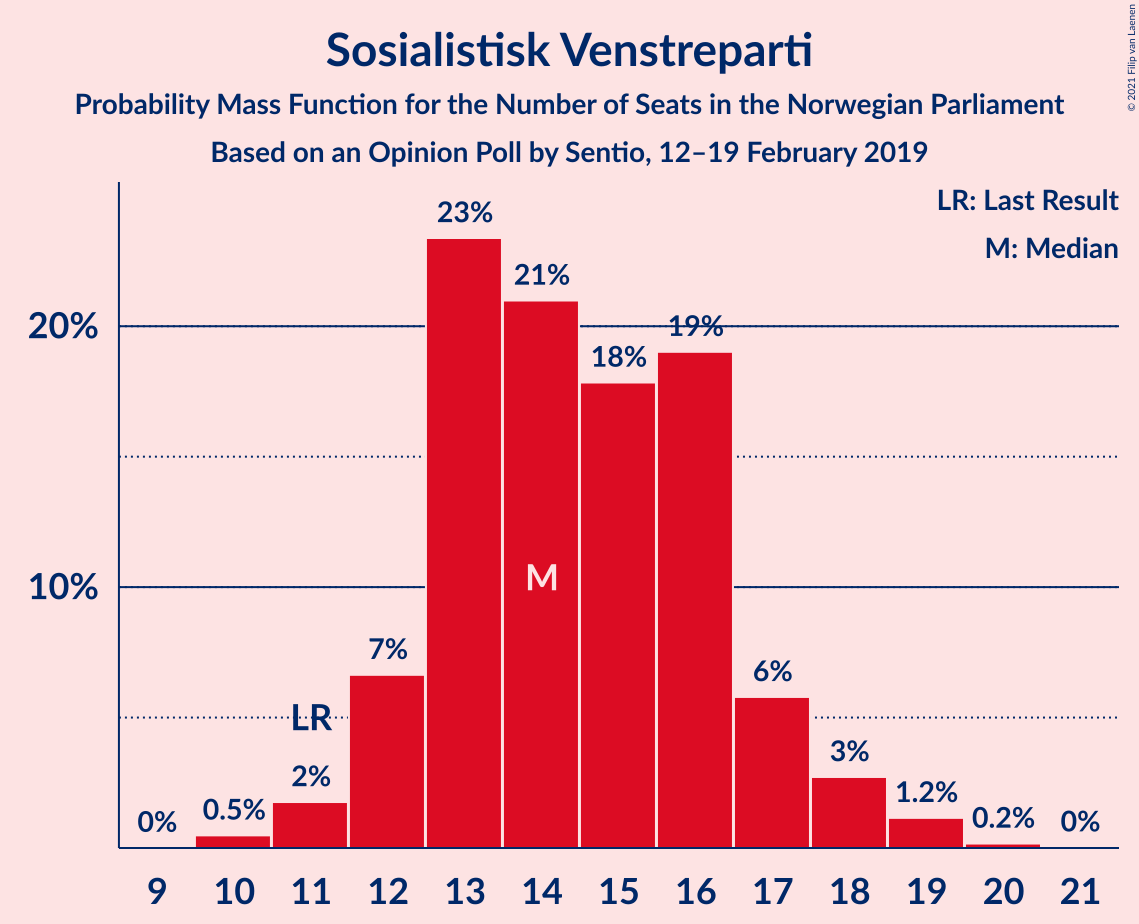 Sosialistisk Venstreparti
Probability Mass Function for the Number of Seats in the Norwegian Parliament
Based on an Opinion Poll by Sentio, 12–19 February 2019
© 2021 Filip van Laenen
LR: Last Result
M: Median
20%
10%
0%
0.5%
2%
LR
7%
23%
21%
M
18%
19%
6%
3%
1.2%
0.2%
0%
9 10 11 12 13 14 15 16 17 18 19 20 21